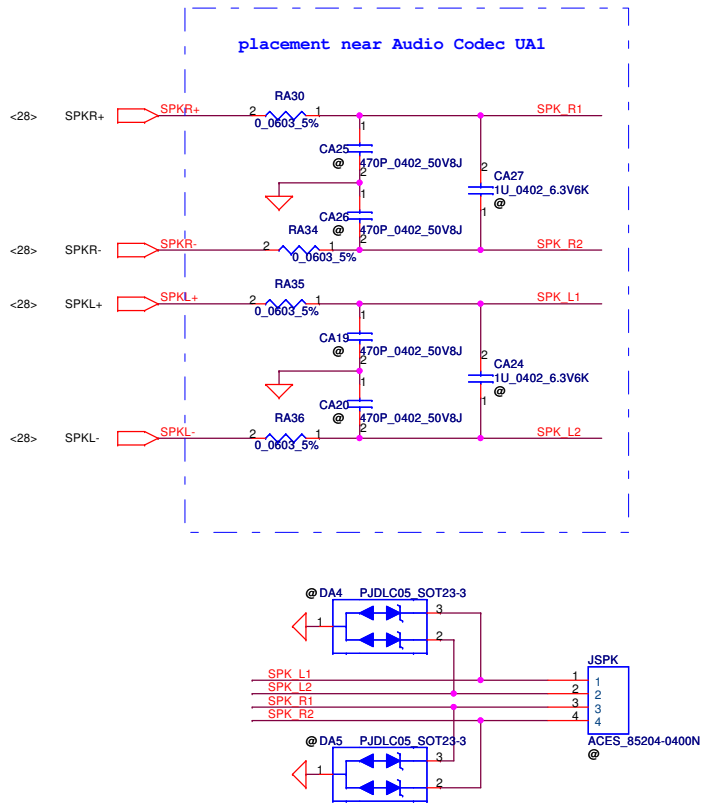 placement near Audio Codec UA1
RA30
<28> SPKR+ SPKR+ 2 1 SPK_R1
0_0603_5%
1
CA25
@ 470P_0402_50V8J
2
2
CA27
1U_0402_6.3V6K
1 @
1
CA26
@ 470P_0402_50V8J
2
RA34
<28> SPKR- SPKR- 2 1 SPK_R2
0_0603_5%
RA35
<28> SPKL+ SPKL+ 2 1 SPK_L1
0_0603_5%
1
CA19
@ 470P_0402_50V8J
2
2
CA24
1U_0402_6.3V6K
1 @
1
CA20
@ 470P_0402_50V8J
2
RA36
<28> SPKL- SPKL- 2 1 SPK_L2
0_0603_5%
@ DA4 PJDLC05_SOT23-3
3
1
2
JSPK
SPK_L1 1 1
SPK_L2 2 2
SPK_R1 3 3
SPK_R2 4 4
ACES_85204-0400N
@
@ DA5 PJDLC05_SOT23-3
3
1
2